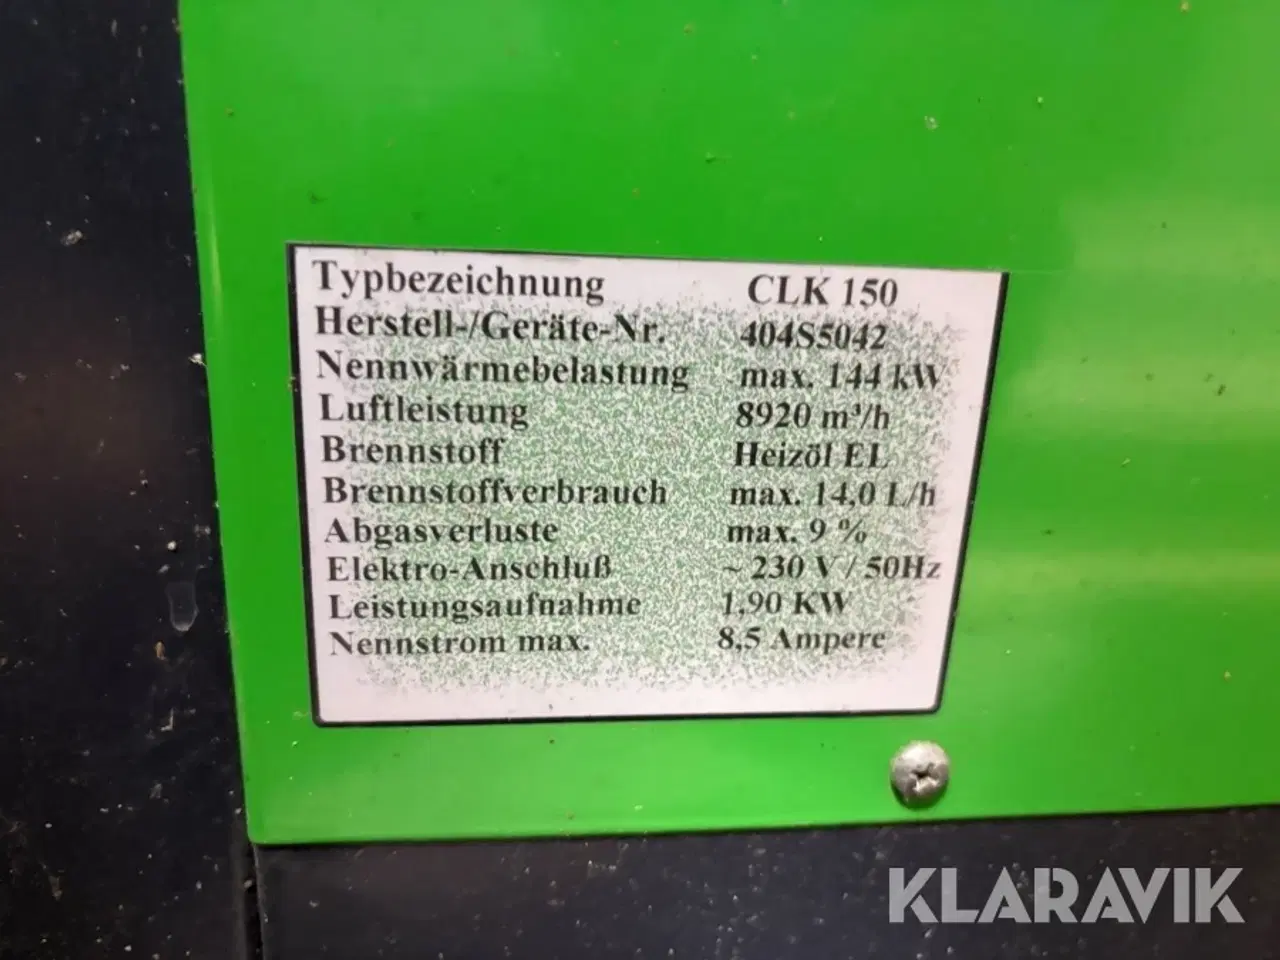 Typbezeichnung CLK 150
Herstell-/Geräte-Nr. 404S5042
Nennwärmebelastung max. 144 kW
Luftleistung 8920 m³/h
Brennstoff Heizöl EL
Brennstoffverbrauch max. 14,0 L/h
Abgasverluste max. 9 %
Elektro-Anschluß ~ 230 V / 50Hz
Leistungsaufnahme 1,90 KW
Nennstrom max. 8,5 Ampere
KLARAVIK